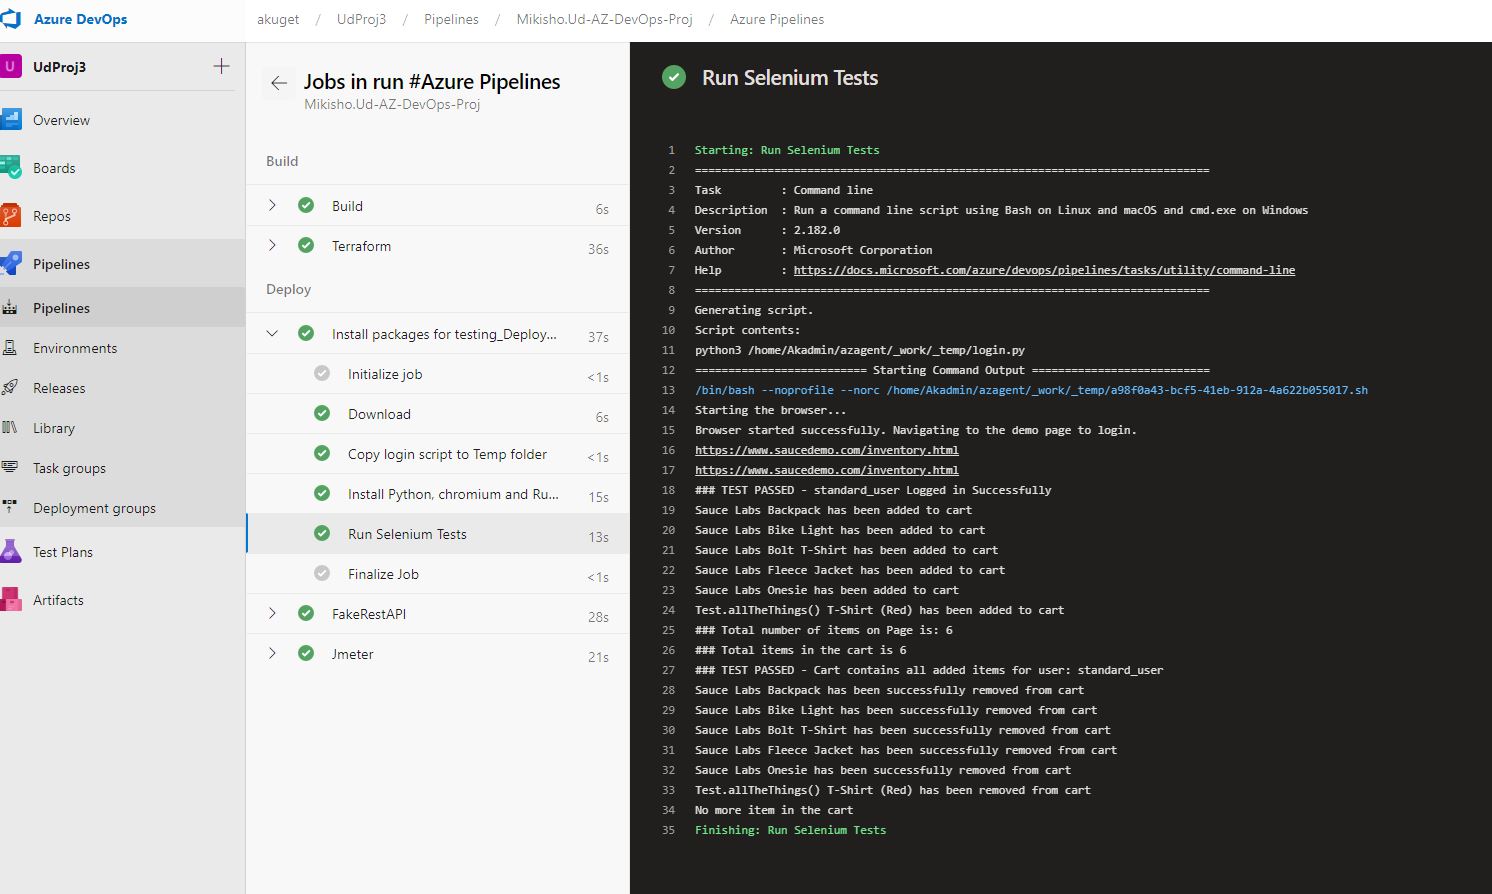 Azure DevOps
akuget / UdProj3 / Pipelines / Mikisho.Ud-AZ-DevOps-Proj / Azure Pipelines
U UdProj3 +
Overview
Boards
Repos
Pipelines
Pipelines
Environments
Releases
Library
Task groups
Deployment groups
Test Plans
Artifacts
Jobs in run #Azure Pipelines
Mikisho.Ud-AZ-DevOps-Proj
Build
Build 6s
Terraform 36s
Deploy
Install packages for testing_Deploy... 37s
Initialize job <1s
Download 6s
Copy login script to Temp folder <1s
Install Python, chromium and Ru... 15s
Run Selenium Tests 13s
Finalize Job <1s
FakeRestAPI 28s
Jmeter 21s
Run Selenium Tests
1 Starting: Run Selenium Tests
2 ==============================================================================
3 Task         : Command line
4 Description  : Run a command line script using Bash on Linux and macOS and cmd.exe on Windows
5 Version      : 2.182.0
6 Author       : Microsoft Corporation
7 Help         : https://docs.microsoft.com/azure/devops/pipelines/tasks/utility/command-line
8 ==============================================================================
9 Generating script.
10 Script contents:
11 python3 /home/Akadmin/azagent/_work/_temp/login.py
12 ========================== Starting Command Output ===========================
13 /bin/bash --noprofile --norc /home/Akadmin/azagent/_work/_temp/a98f0a43-bcf5-41eb-912a-4a622b055017.sh
14 Starting the browser...
15 Browser started successfully. Navigating to the demo page to login.
16 https://www.saucedemo.com/inventory.html
17 https://www.saucedemo.com/inventory.html
18 ### TEST PASSED - standard_user Logged in Successfully
19 Sauce Labs Backpack has been added to cart
20 Sauce Labs Bike Light has been added to cart
21 Sauce Labs Bolt T-Shirt has been added to cart
22 Sauce Labs Fleece Jacket has been added to cart
23 Sauce Labs Onesie has been added to cart
24 Test.allTheThings() T-Shirt (Red) has been added to cart
25 ### Total number of items on Page is: 6
26 ### Total items in the cart is 6
27 ### TEST PASSED - Cart contains all added items for user: standard_user
28 Sauce Labs Backpack has been successfully removed from cart
29 Sauce Labs Bike Light has been successfully removed from cart
30 Sauce Labs Bolt T-Shirt has been successfully removed from cart
31 Sauce Labs Fleece Jacket has been successfully removed from cart
32 Sauce Labs Onesie has been successfully removed from cart
33 Test.allTheThings() T-Shirt (Red) has been removed from cart
34 No more item in the cart
35 Finishing: Run Selenium Tests